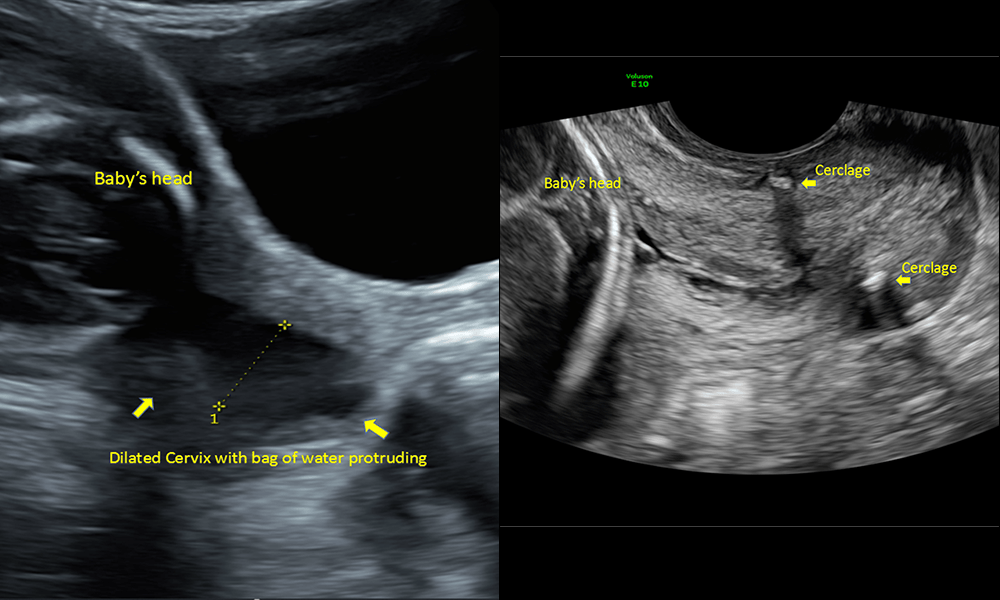 Baby's head
1
Dilated Cervix with bag of water protruding
Voluson
E10
Cerclage
Baby's head
Cerclage